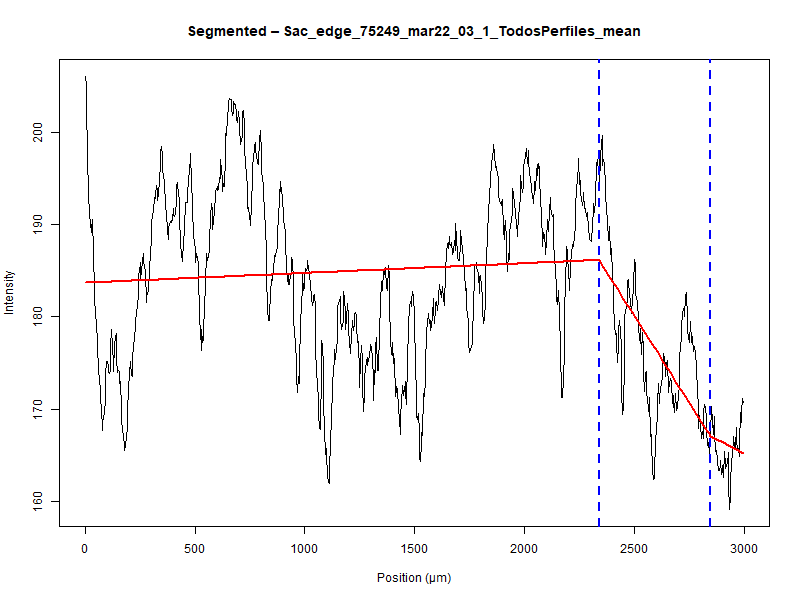 Segmented – Sac_edge_75249_mar22_03_1_TodosPerfiles_mean
Intensity
200
190
180
170
160
0 500 1000 1500 2000 2500 3000
Position (µm)